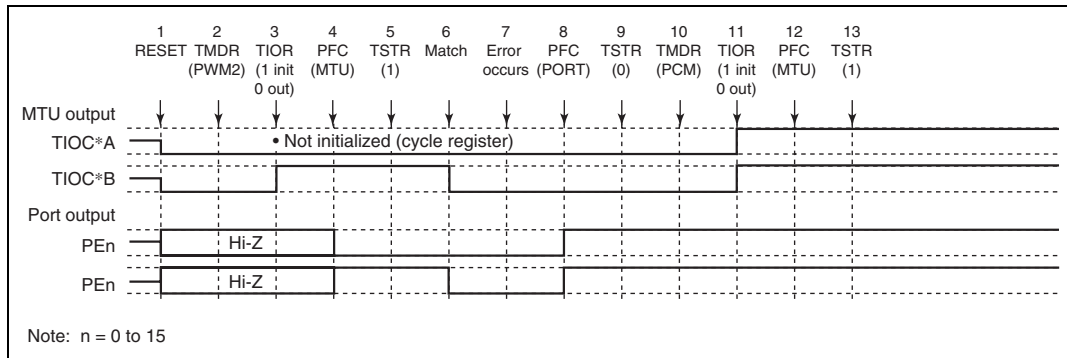 1 2 3 4 5 6 7 8 9 10 11 12 13
RESET TMDR TIOR PFC TSTR Match Error PFC TSTR TMDR TIOR PFC TSTR
(PWM2) (1 init (MTU) (1) occurs (PORT) (0) (PCM) (1 init (MTU) (1)
0 out) 0 out)
MTU output
TIOC*A • Not initialized (cycle register)
TIOC*B
Port output
PEn Hi-Z
PEn Hi-Z
Note: n = 0 to 15